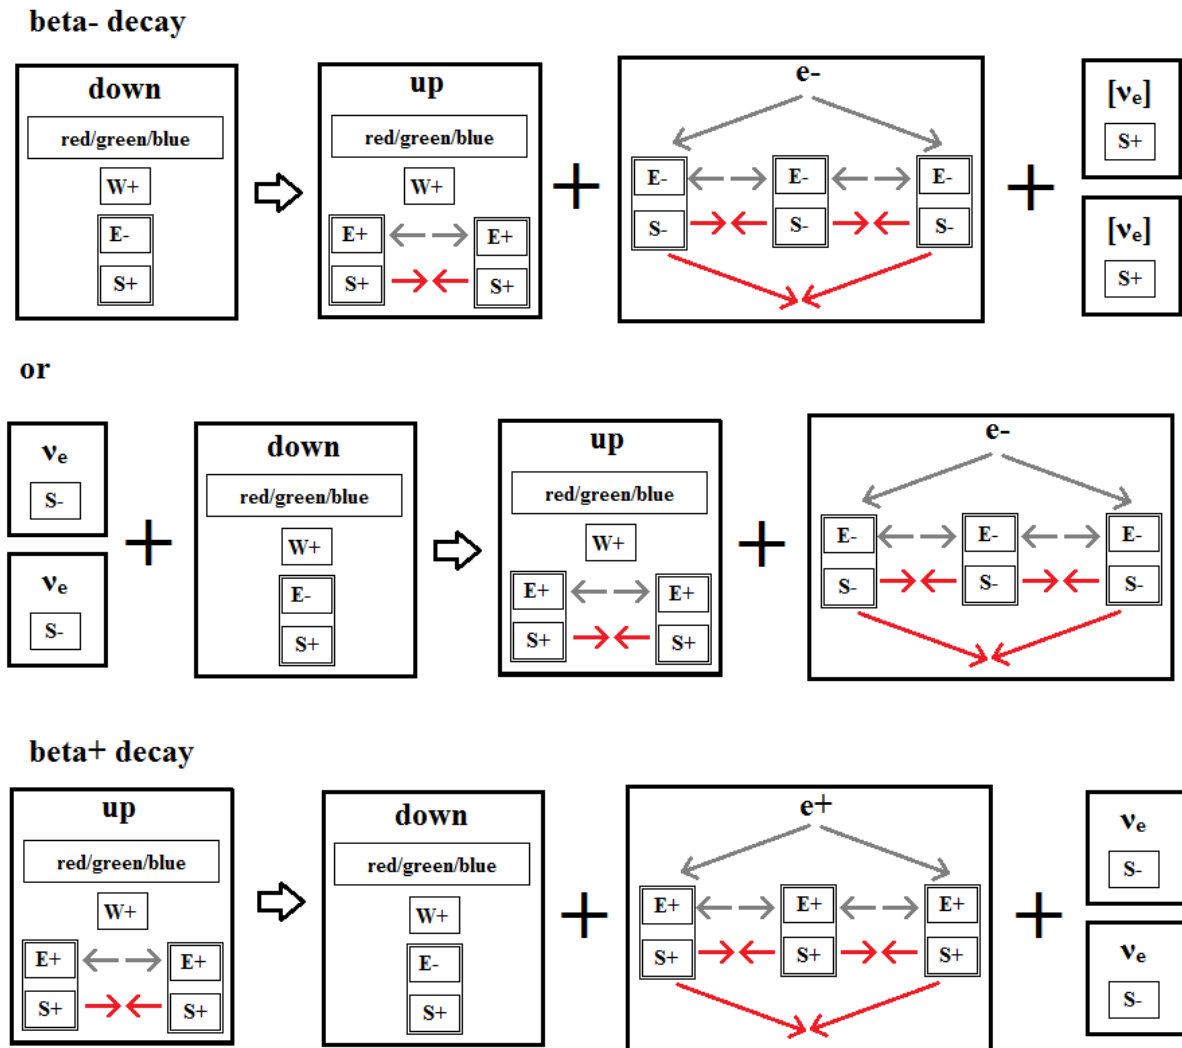 beta- decay
down
red/green/blue
W+
E-
S+
up
red/green/blue
W+
E+ E+
S+ S+
+
e-
E- E- E-
S- S- S-
+
[νe]
S+
[νe]
S+
or
νe
S-
νe
S-
+
down
red/green/blue
W+
E-
S+
up
red/green/blue
W+
E+ E+
S+ S+
+
e-
E- E- E-
S- S- S-
beta+ decay
up
red/green/blue
W+
E+ E+
S+ S+
down
red/green/blue
W+
E-
S+
+
e+
E+ E+ E+
S+ S+ S+
+
νe
S-
νe
S-